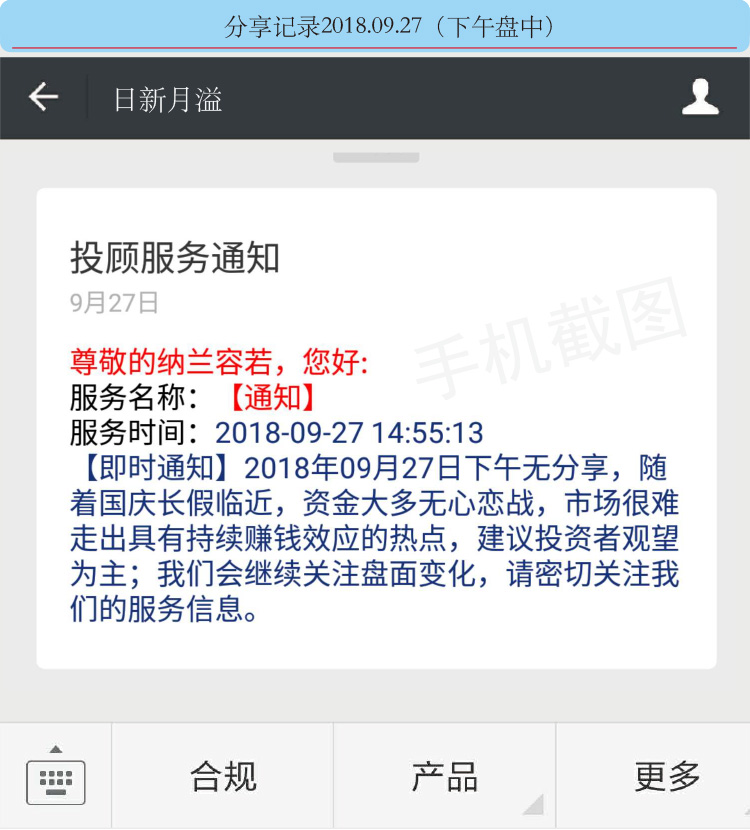 分享记录2018.09.27（下午盘中）
日新月溢
投顾服务通知
9月27日
手机截图
尊敬的纳兰容若，您好:
服务名称：【通知】
服务时间：2018-09-27 14:55:13
【即时通知】2018年09月27日下午无分享，随
着国庆长假临近，资金大多无心恋战，市场很难
走出具有持续赚钱效应的热点，建议投资者观望
为主；我们会继续关注盘面变化，请密切关注我
们的服务信息。
合规 产品 更多